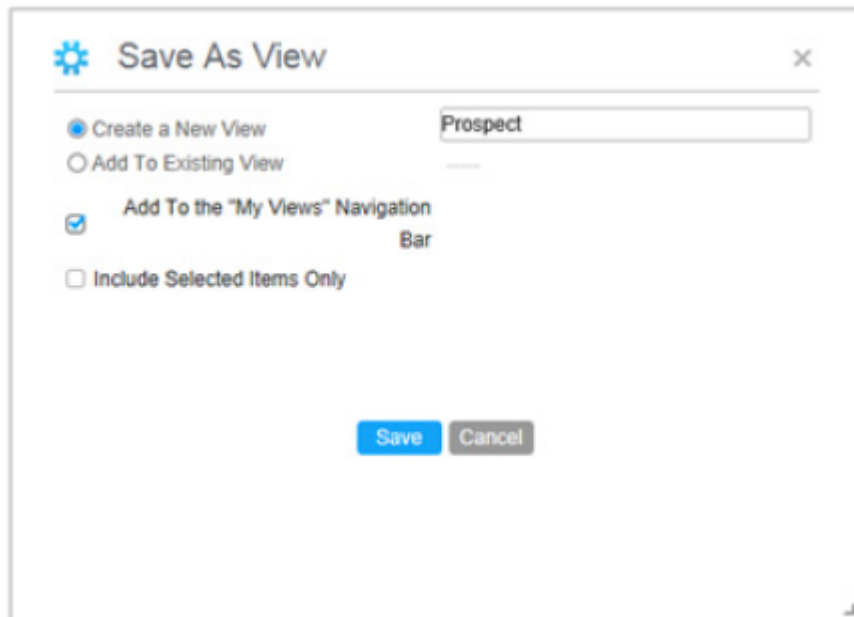 Save As View
Create a New View Prospect
Add To Existing View -----
Add To the "My Views" Navigation
Bar
Include Selected Items Only
Save Cancel